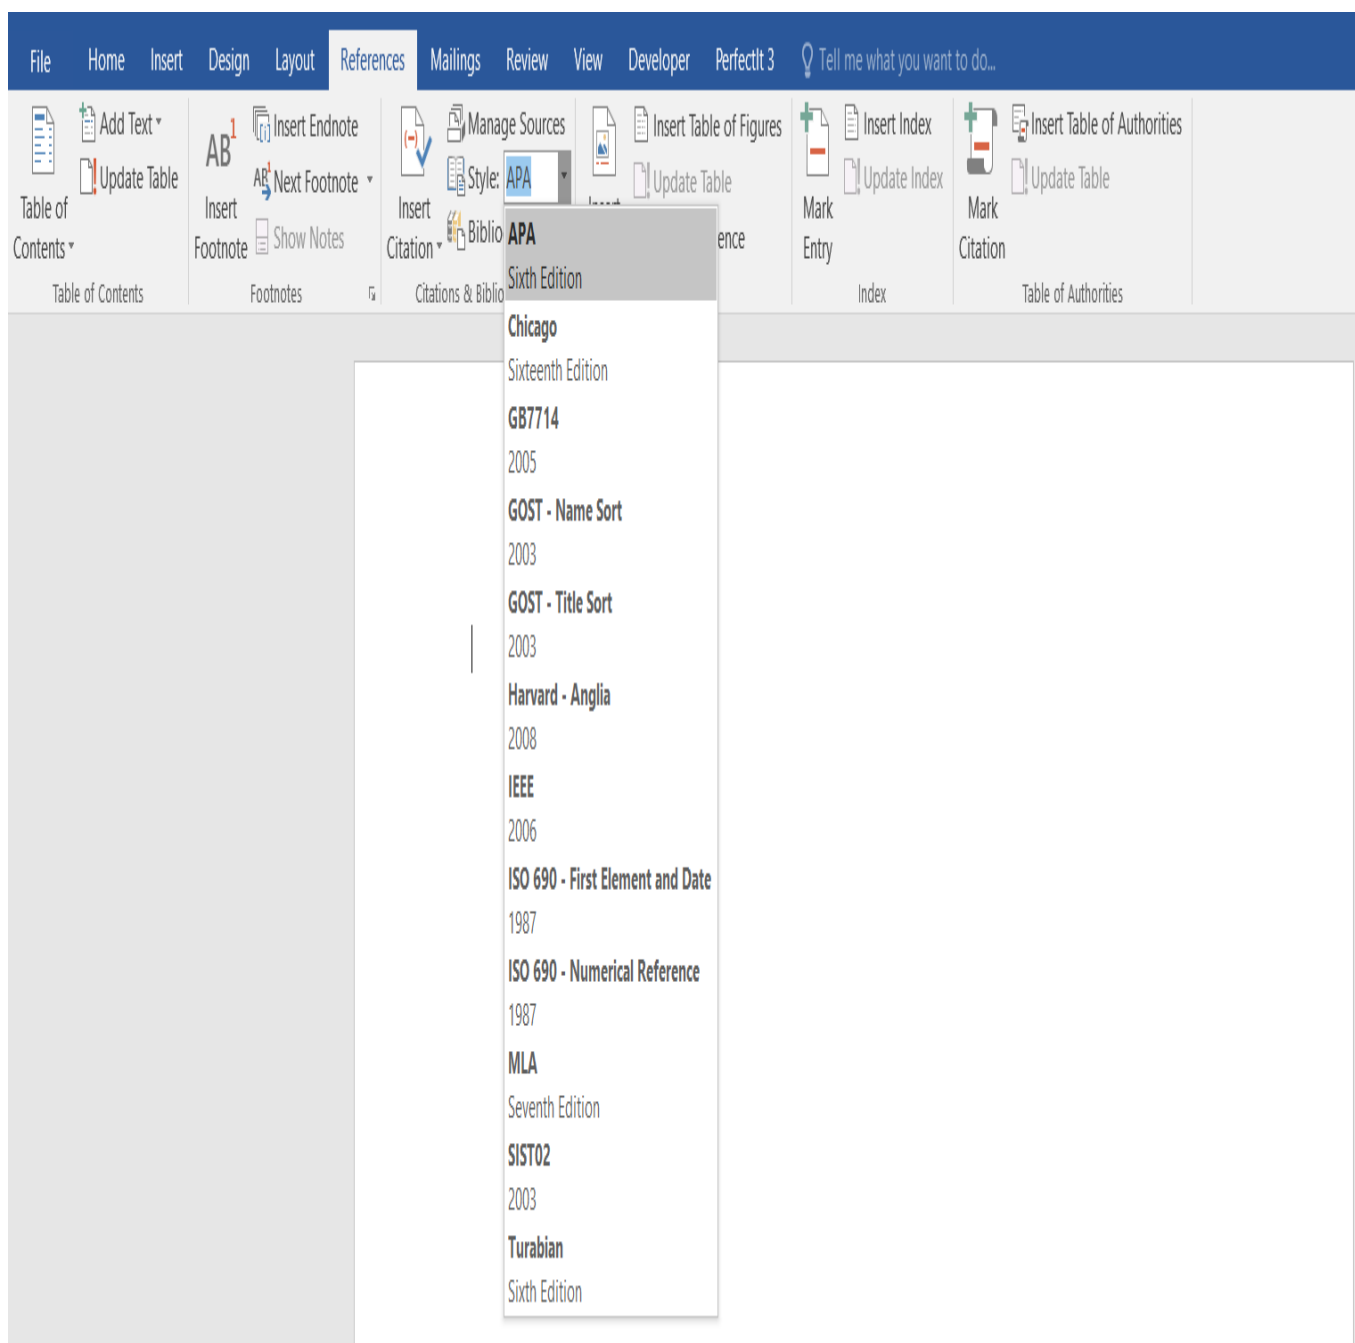 File Home Insert Design Layout References Mailings Review View Developer PerfectIt 3 Tell me what you want to do...
Add Text
Update Table
Table of
Contents
Table of Contents
AB1
Insert
Footnote
Insert Endnote
AB1 Next Footnote
Show Notes
Footnotes
Insert
Citation
Manage Sources
Style: APA
Biblio
Citations & Biblio
Insert Table of Figures
Update Table
ence
Mark
Entry
Insert Index
Update Index
Index
Mark
Citation
Insert Table of Authorities
Update Table
Table of Authorities
APA
Sixth Edition
Chicago
Sixteenth Edition
GB7714
2005
GOST - Name Sort
2003
GOST - Title Sort
2003
Harvard - Anglia
2008
IEEE
2006
ISO 690 - First Element and Date
1987
ISO 690 - Numerical Reference
1987
MLA
Seventh Edition
SIST02
2003
Turabian
Sixth Edition